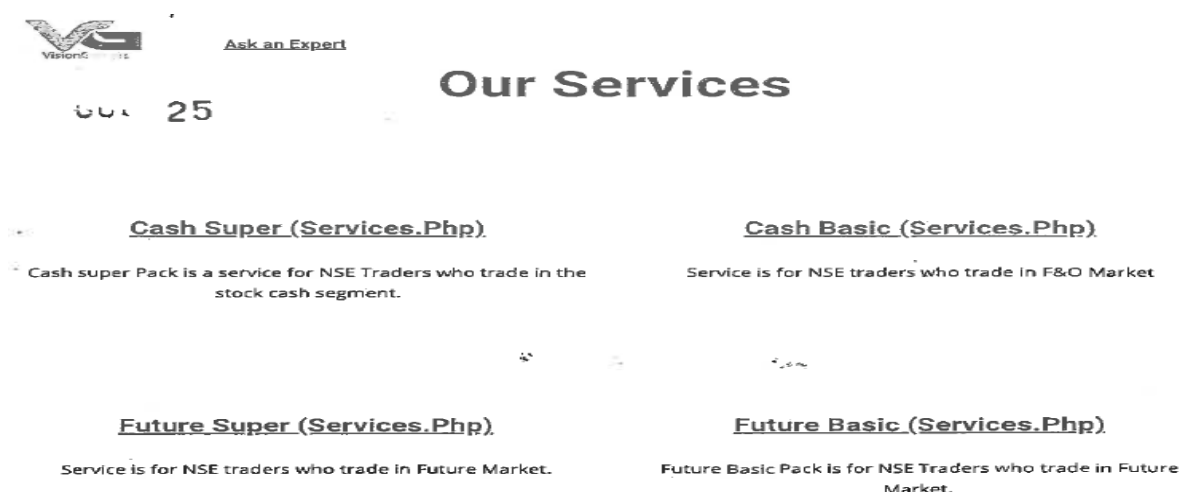 Ask an Expert
Our Services
25
Cash Super (Services.Php)
Cash super Pack is a service for NSE Traders who trade in the
stock cash segment.
Cash Basic (Services.Php)
Service is for NSE traders who trade in F&O Market
Future Super (Services.Php)
Service is for NSE traders who trade in Future Market.
Future Basic (Services.Php)
Future Basic Pack is for NSE Traders who trade in Future
Market.